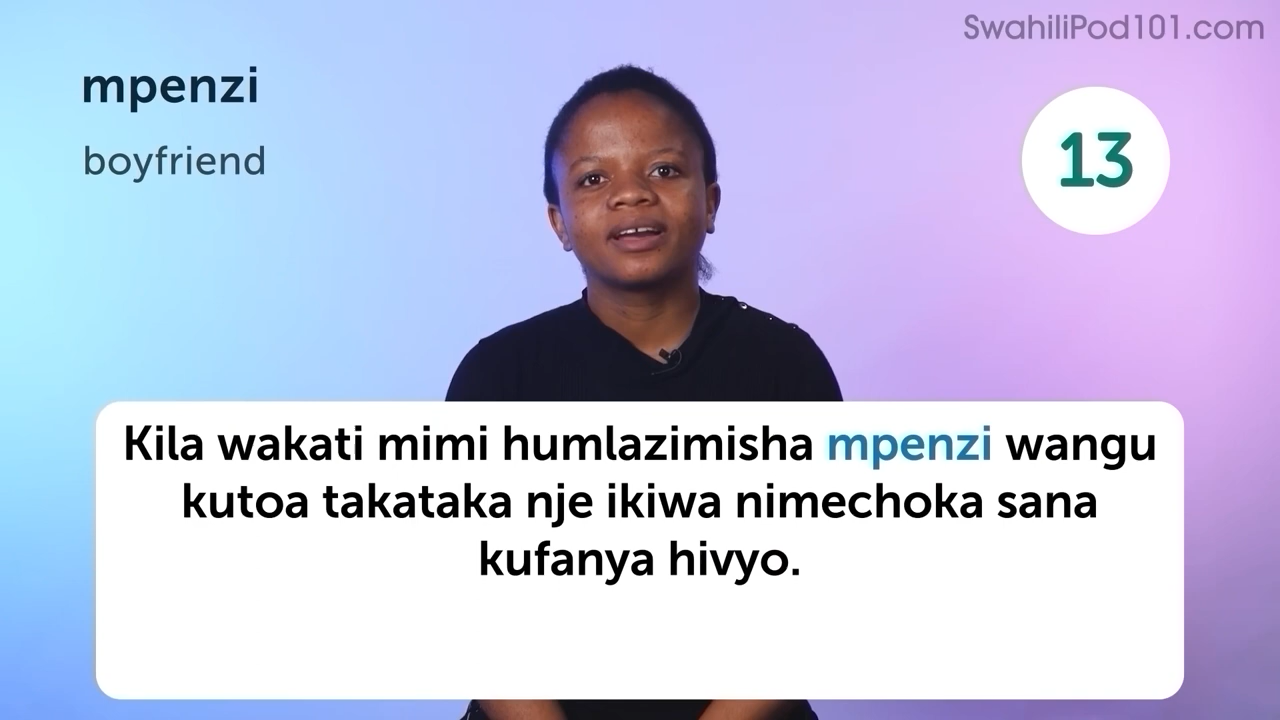 SwahiliPod101.com
mpenzi
boyfriend
13
Kila wakati mimi humlazimisha mpenzi wangu
kutoa takataka nje ikiwa nimechoka sana
kufanya hivyo.